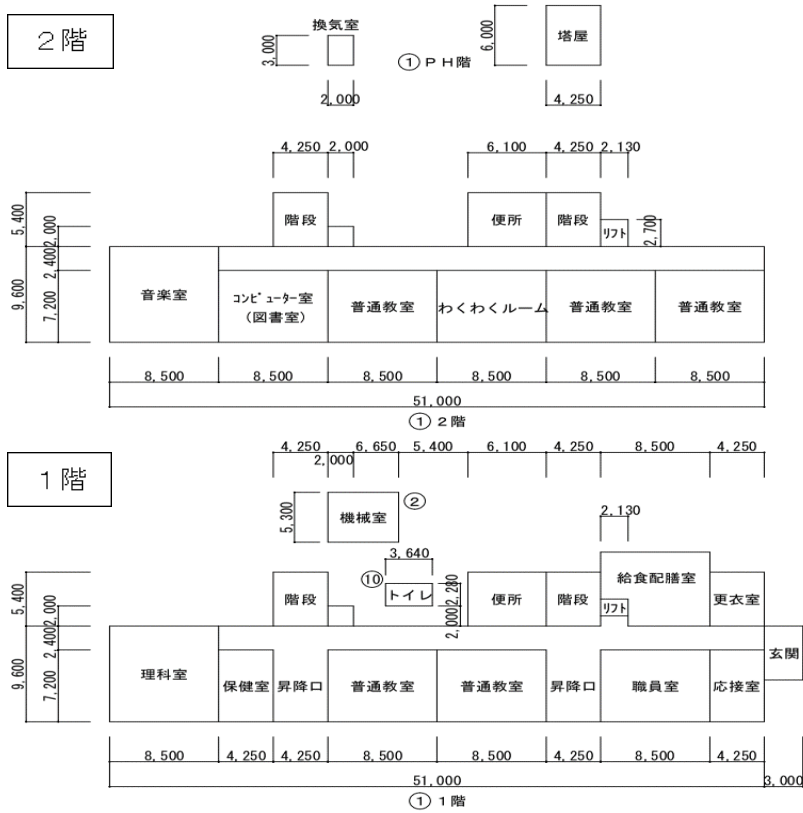 2階
換気室
3,000
2,000
①PH階
6,000
塔屋
4,250
4,250
2,000
6,100
4,250
2,130
5,400
2,000
階段
便所
階段
リフト
2,700
9,600
2,400
7,200
音楽室
コンピューター室
(図書室)
普通教室
わくわくルーム
普通教室
普通教室
8,500
8,500
8,500
8,500
8,500
8,500
51,000
①2階
1階
4,250
2,000
6,650
5,400
6,100
4,250
8,500
4,250
5,300
機械室
②
3,640
⑩
トイレ
2,280
2,000
2,130
5,400
2,000
階段
便所
階段
給食配膳室
リフト
更衣室
玄関
9,600
2,400
7,200
理科室
保健室
昇降口
普通教室
普通教室
昇降口
職員室
応接室
8,500
4,250
4,250
8,500
8,500
4,250
8,500
4,250
51,000
3,000
①1階